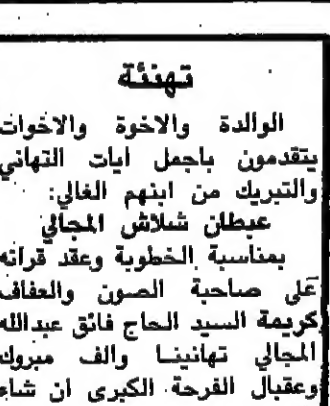 تهنئة
الوالدة والاخوة والاخوات
يتقدمون باجمل ايات التهاني
والتبريك من ابنهم الغالي:
عبطان شلاش المجالي
بمناسبة الخطوبة وعقد قرانه
على صاحبة الصون والعفاف
كريمة السيد الحاج فائق عبدالله
المجالي تهانينا والف مبروك
وعقبال الفرحة الكبرى ان شاء